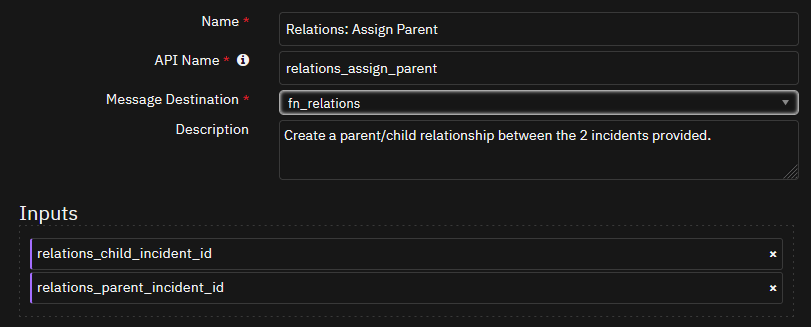 Name *
Relations: Assign Parent
API Name *
relations_assign_parent
Message Destination *
fn_relations
Description
Create a parent/child relationship between the 2 incidents provided.
Inputs
relations_child_incident_id
relations_parent_incident_id